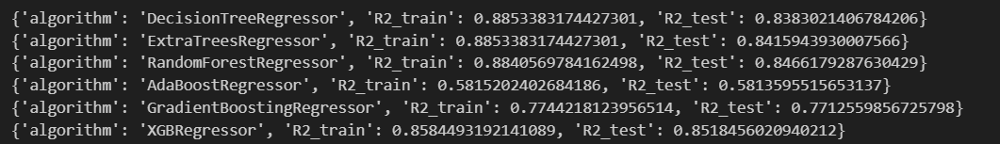 {'algorithm': 'DecisionTreeRegressor', 'R2_train': 0.8853383174427301, 'R2_test': 0.8383021406784206}
{'algorithm': 'ExtraTreesRegressor', 'R2_train': 0.8853383174427301, 'R2_test': 0.8415943930007566}
{'algorithm': 'RandomForestRegressor', 'R2_train': 0.8840569784162498, 'R2_test': 0.8466179287630429}
{'algorithm': 'AdaBoostRegressor', 'R2_train': 0.5815202402684186, 'R2_test': 0.5813595515653137}
{'algorithm': 'GradientBoostingRegressor', 'R2_train': 0.7744218123956514, 'R2_test': 0.7712559856725798}
{'algorithm': 'XGBRegressor', 'R2_train': 0.8584493192141089, 'R2_test': 0.8518456020940212}